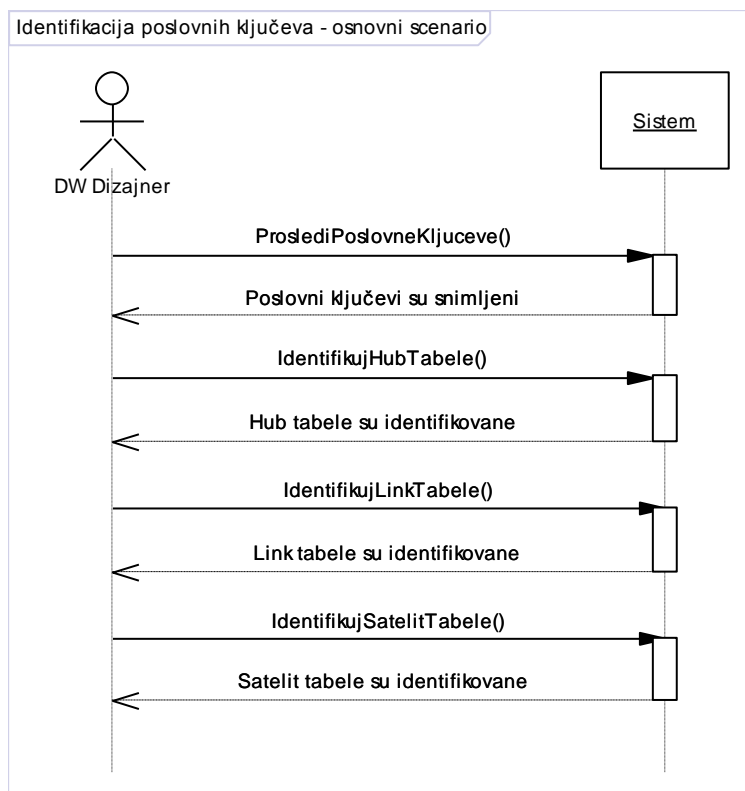 Identifikacija poslovnih ključeva - osnovni scenario
Sistem
DW Dizajner
ProslediPoslovneKljuceve()
Poslovni ključevi su snimljeni
IdentifikujHubTabele()
Hub tabele su identifikovane
IdentifikujLinkTabele()
Link tabele su identifikovane
IdentifikujSatelitTabele()
Satelit tabele su identifikovane